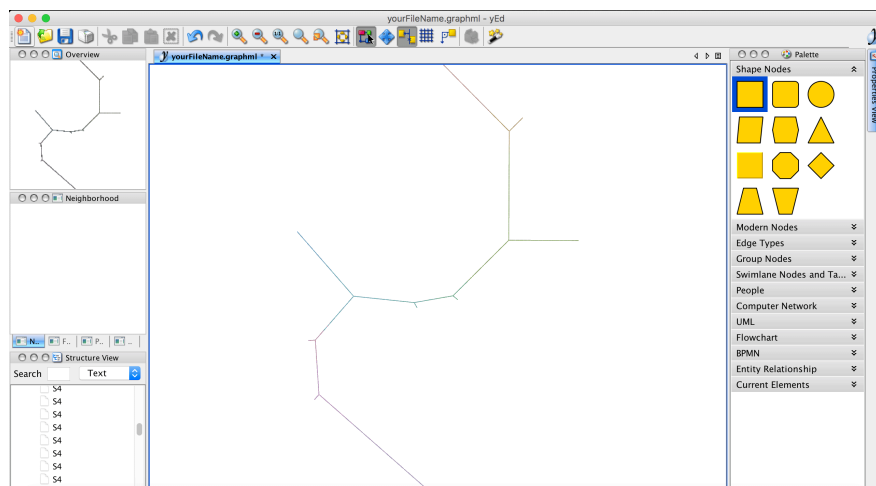 yourFileName.graphml - yEd
Overview
yourFileName.graphml *
Palette
Properties View
Shape Nodes
Neighborhood
Modern Nodes
Edge Types
Group Nodes
Swimlane Nodes and Ta...
People
Computer Network
UML
Flowchart
BPMN
Entity Relationship
Current Elements
N..
F..
P..
..
Structure View
Search
Text
S4
S4
S4
S4
S4
S4
S4
S4